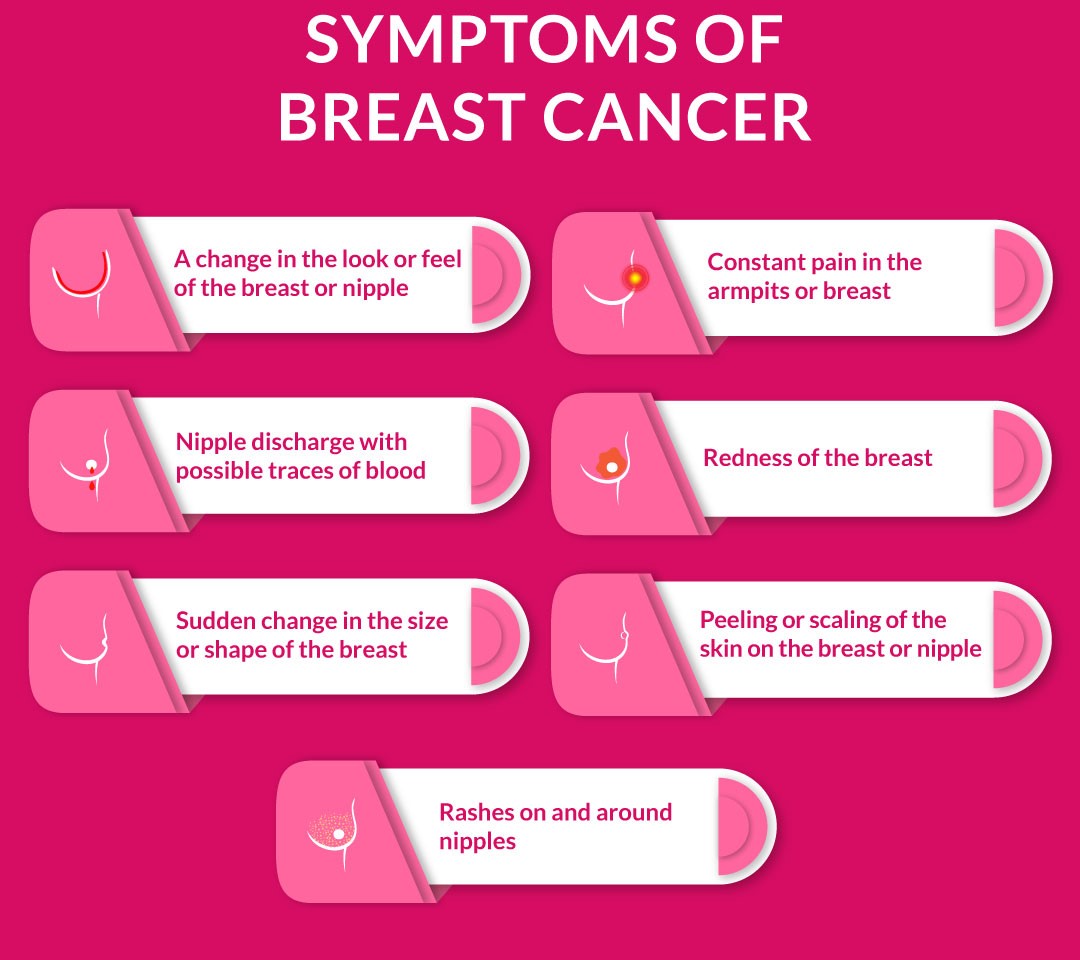 SYMPTOMS OF
BREAST CANCER
A change in the look or feel
of the breast or nipple
Constant pain in the
armpits or breast
Nipple discharge with
possible traces of blood
Redness of the breast
Sudden change in the size
or shape of the breast
Peeling or scaling of the
skin on the breast or nipple
Rashes on and around
nipples